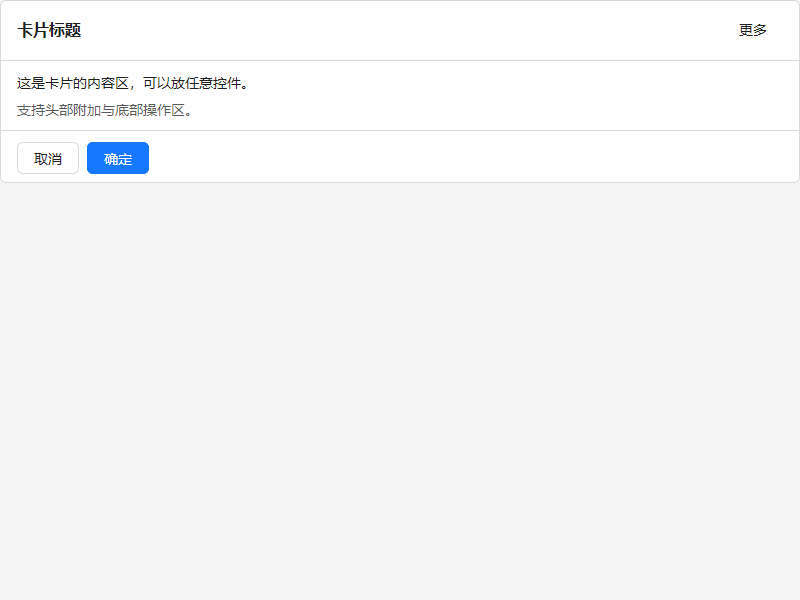 卡片标题
更多
这是卡片的内容区，可以放任意控件。
支持头部附加与底部操作区。
取消
确定